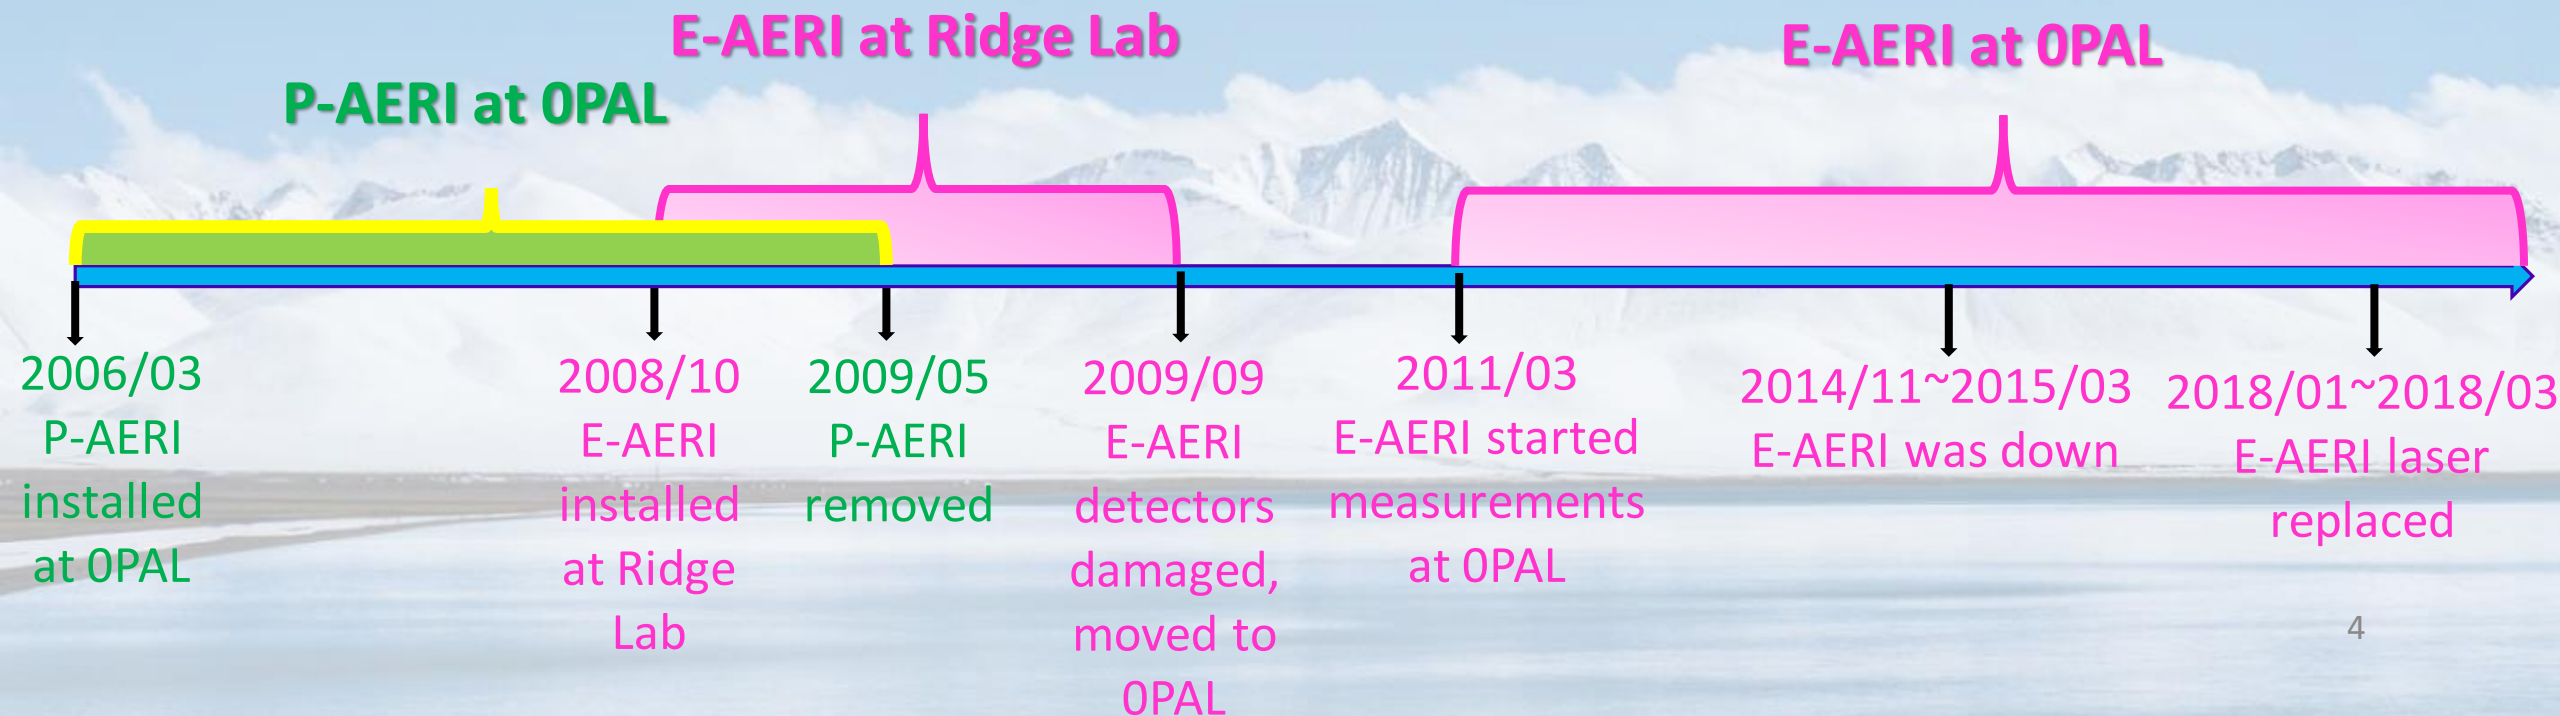 E-AERI at Ridge Lab
E-AERI at 0PAL
P-AERI at 0PAL
2006/03
P-AERI
installed
at 0PAL
2008/10
E-AERI
installed
at Ridge
Lab
2009/05
P-AERI
removed
2009/09
E-AERI
detectors
damaged,
moved to
0PAL
2011/03
E-AERI started
measurements
at 0PAL
2014/11~2015/03
E-AERI was down
2018/01~2018/03
E-AERI laser
replaced
4